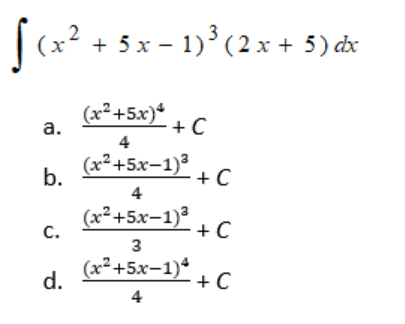 ∫ (x² + 5x − 1)³ (2x + 5) dx
a. (x²+5x)⁴/4 + C
b. (x²+5x−1)³/4 + C
c. (x²+5x−1)³/3 + C
d. (x²+5x−1)⁴/4 + C